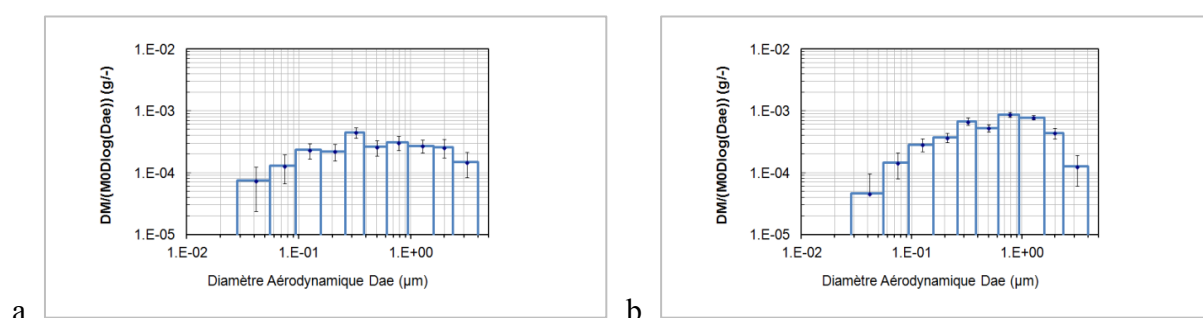 DM/(M0Dlog(Dae)) (g/-)
1.E-02
1.E-03
1.E-04
1.E-05
1.E-02
1.E-01
1.E+00
Diamètre Aérodynamique Dae (µm)
a
DM/(M0Dlog(Dae)) (g/-)
1.E-02
1.E-03
1.E-04
1.E-05
1.E-02
1.E-01
1.E+00
Diamètre Aérodynamique Dae (µm)
b